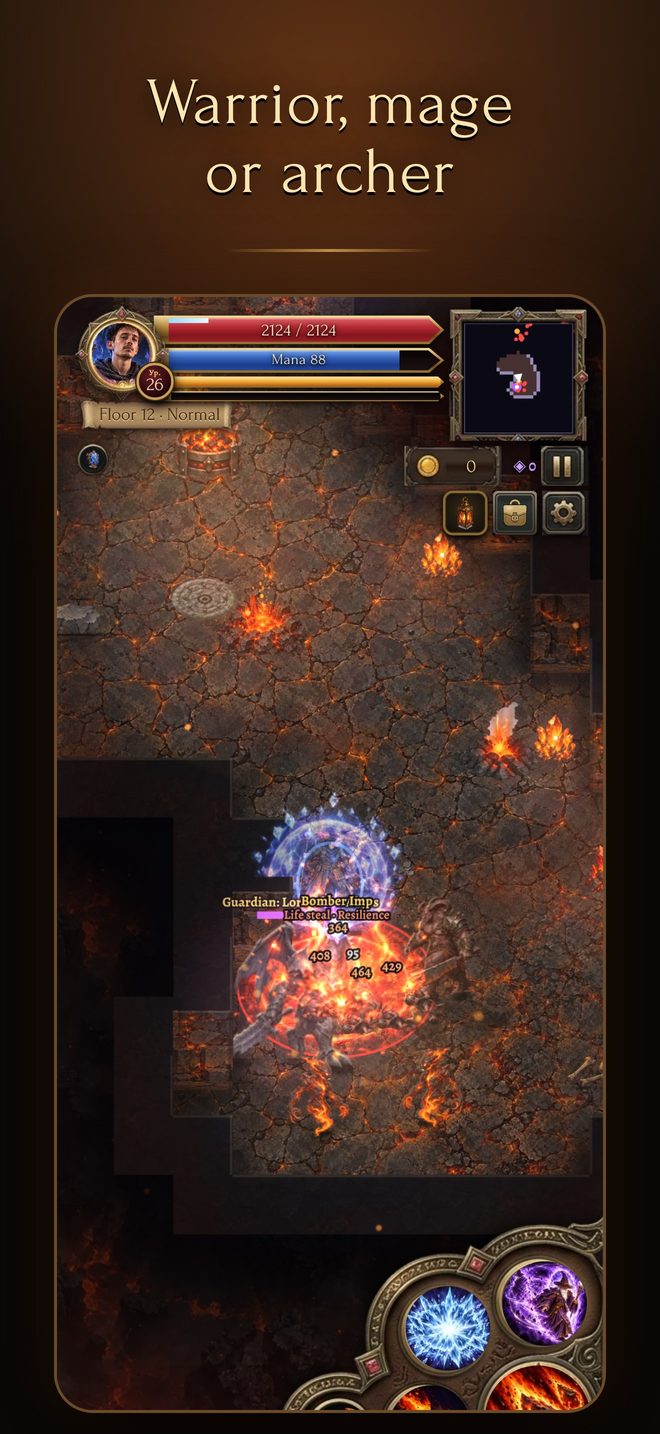 Warrior, mage
or archer
2124 / 2124
Mana 88
Ур.
26
Floor 12 · Normal
0
0
Guardian: Lor
Bomber Imps
Life steal · Resilience
364
408
95
464
429